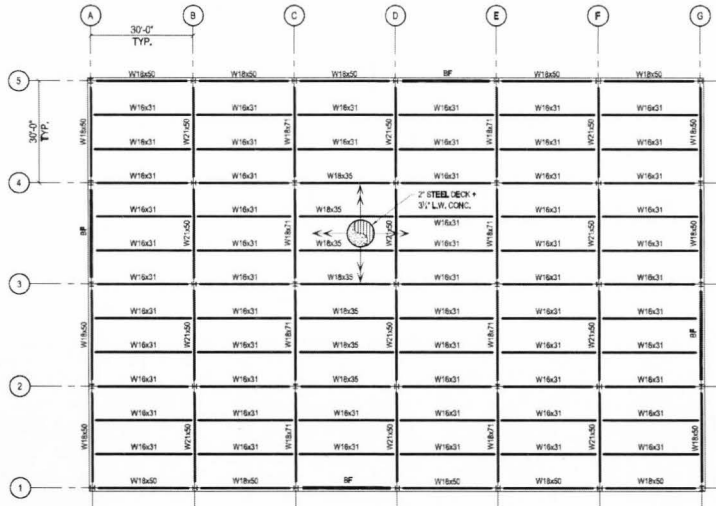 A B C D E F G
30'-0"
TYP.
5
W18x50 W18x50 W18x50 BF W18x50 W18x50
W16x31 W16x31 W16x31 W16x31 W16x31 W16x31
30'-0"
TYP.
W18x50 W21x50 W18x71 W21x50 W18x71 W21x50 W18x50
W16x31 W16x31 W16x31 W16x31 W16x31 W16x31
4
W16x31 W16x31 W18x35 W16x31 W16x31 W16x31
2" STEEL DECK +
3¼" L.W. CONC.
W16x31 W16x31 W18x35 W16x31 W16x31 W16x31
BF W21x50 W18x71 W21x50 W18x71 W21x50 W18x50
W16x31 W16x31 W18x35 W16x31 W16x31 W16x31
3
W16x31 W16x31 W18x35 W16x31 W16x31 W16x31
W16x31 W16x31 W18x35 W16x31 W16x31 W16x31
W18x50 W21x50 W18x71 W21x50 W18x71 W21x50 BF
W16x31 W16x31 W18x35 W16x31 W16x31 W16x31
2
W16x31 W16x31 W18x35 W16x31 W16x31 W16x31
W16x31 W16x31 W16x31 W16x31 W16x31 W16x31
W18x50 W21x50 W18x71 W21x50 W18x71 W21x50 W18x50
W16x31 W16x31 W16x31 W16x31 W16x31 W16x31
1
W18x50 W18x50 BF W18x50 W18x50 W18x50